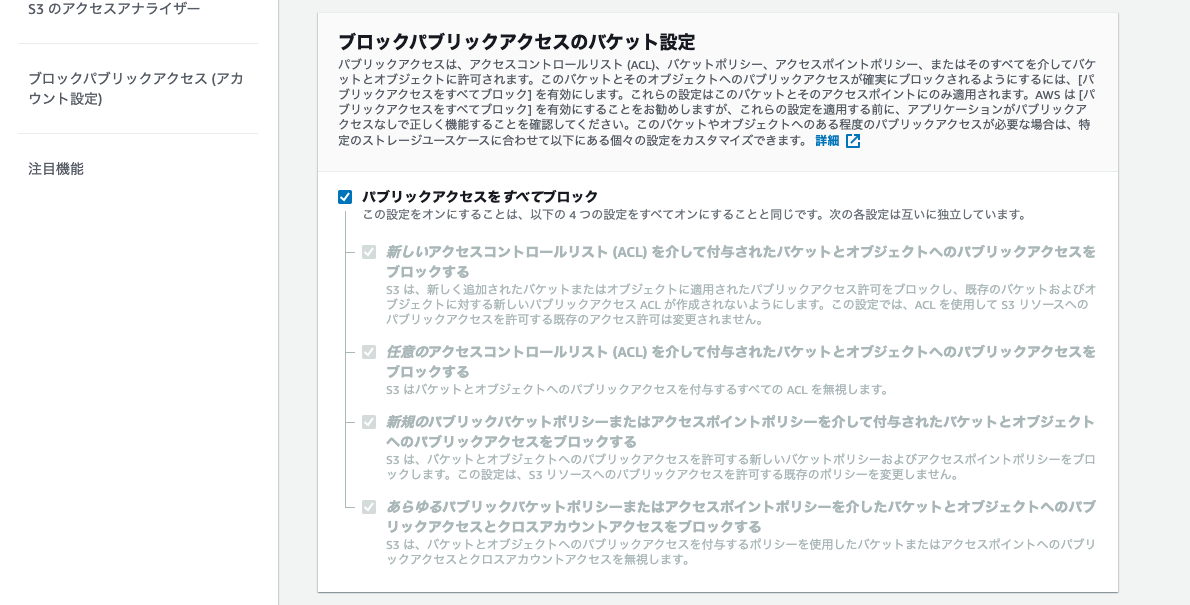 S3 のアクセスアナライザー
ブロックパブリックアクセス (アカ
ウント設定)
注目機能
ブロックパブリックアクセスのバケット設定
パブリックアクセスは、アクセスコントロールリスト (ACL)、バケットポリシー、アクセスポイントポリシー、またはそのすべてを介してバケ
ットとオブジェクトに許可されます。このバケットとそのオブジェクトへのパブリックアクセスが確実にブロックされるようにするには、[パ
ブリックアクセスをすべてブロック] を有効にします。これらの設定はこのバケットとそのアクセスポイントにのみ適用されます。AWS は [パ
ブリックアクセスをすべてブロック] を有効にすることをお勧めしますが、これらの設定を適用する前に、アプリケーションがパブリックア
クセスなしで正しく機能することを確認してください。このバケットやオブジェクトへのある程度のパブリックアクセスが必要な場合は、特
定のストレージユースケースに合わせて以下にある個々の設定をカスタマイズできます。 詳細
パブリックアクセスをすべてブロック
この設定をオンにすることは、以下の 4 つの設定をすべてオンにすることと同じです。次の各設定は互いに独立しています。
新しいアクセスコントロールリスト (ACL) を介して付与されたバケットとオブジェクトへのパブリックアクセスを
ブロックする
S3 は、新しく追加されたバケットまたはオブジェクトに適用されたパブリックアクセス許可をブロックし、既存のバケットおよびオ
ブジェクトに対する新しいパブリックアクセス ACL が作成されないようにします。この設定では、ACL を使用して S3 リソースへの
パブリックアクセスを許可する既存のアクセス許可は変更されません。
任意のアクセスコントロールリスト (ACL) を介して付与されたバケットとオブジェクトへのパブリックアクセスを
ブロックする
S3 はバケットとオブジェクトへのパブリックアクセスを付与するすべての ACL を無視します。
新規のパブリックバケットポリシーまたはアクセスポイントポリシーを介して付与されたバケットとオブジェクト
へのパブリックアクセスをブロックする
S3 は、バケットとオブジェクトへのパブリックアクセスを許可する新しいバケットポリシーおよびアクセスポイントポリシーをブロ
ックします。この設定は、S3 リソースへのパブリックアクセスを許可する既存のポリシーを変更しません。
あらゆるパブリックバケットポリシーまたはアクセスポイントポリシーを介したバケットとオブジェクトへのパブ
リックアクセスとクロスアカウントアクセスをブロックする
S3 は、バケットとオブジェクトへのパブリックアクセスを付与するポリシーを使用したバケットまたはアクセスポイントへのパブリ
ックアクセスとクロスアカウントアクセスを無視します。